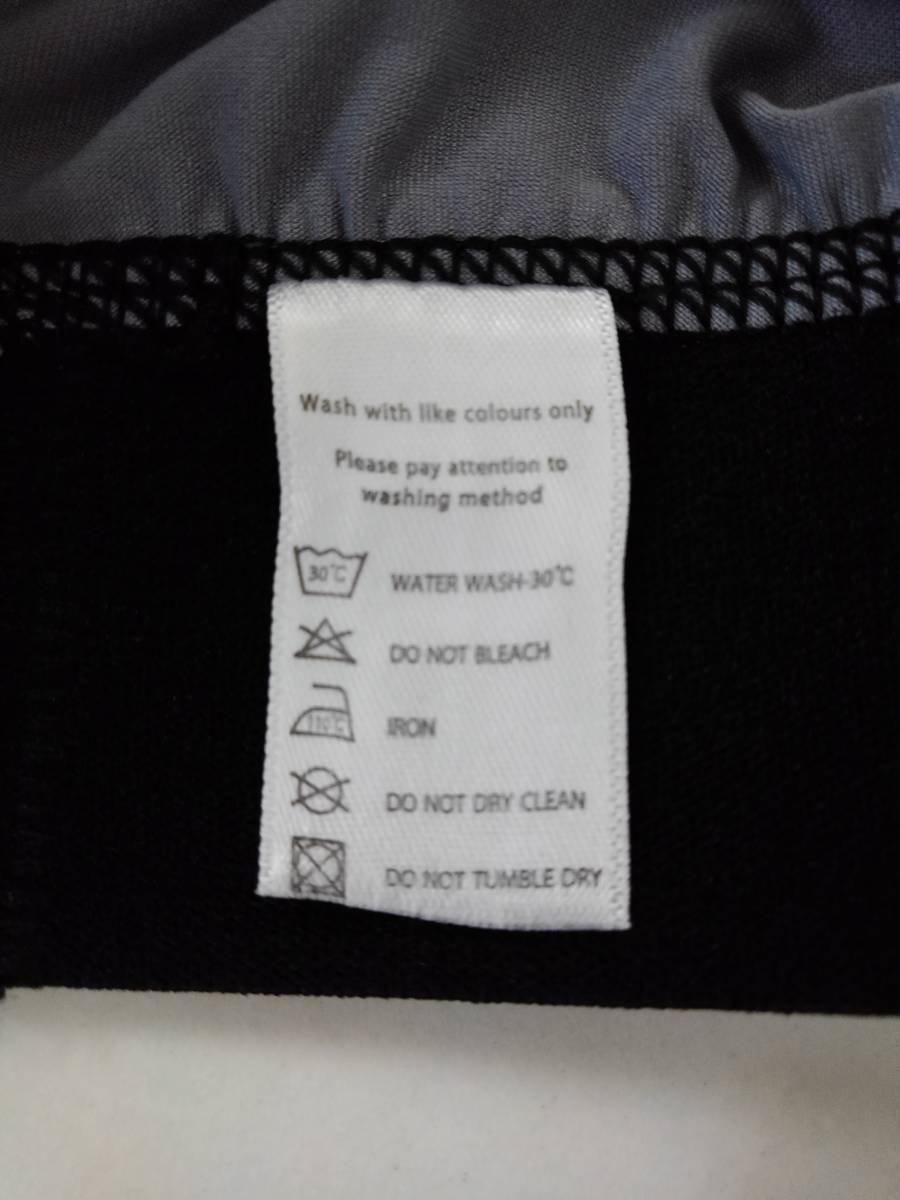 Wash with like colours only
Please pay attention to
washing method
30°C WATER WASH-30°C
DO NOT BLEACH
110°C IRON
DO NOT DRY CLEAN
DO NOT TUMBLE DRY